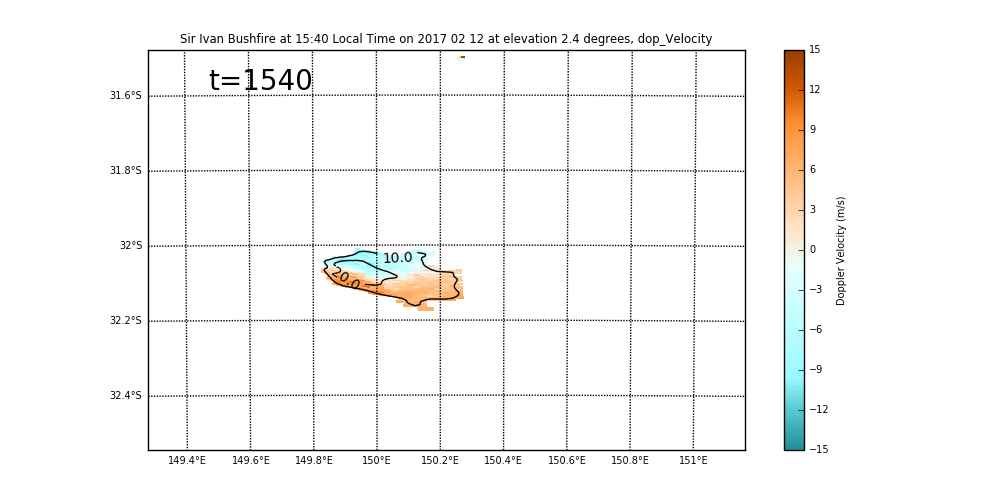 Sir Ivan Bushfire at 15:40 Local Time on 2017 02 12 at elevation 2.4 degrees, dop_Velocity
t=1540
31.6°S
31.8°S
32°S
32.2°S
32.4°S
10.0
20.0
149.4°E 149.6°E 149.8°E 150°E 150.2°E 150.4°E 150.6°E 150.8°E 151°E
15
12
9
6
3
0
−3
−6
−9
−12
−15
Doppler Velocity (m/s)